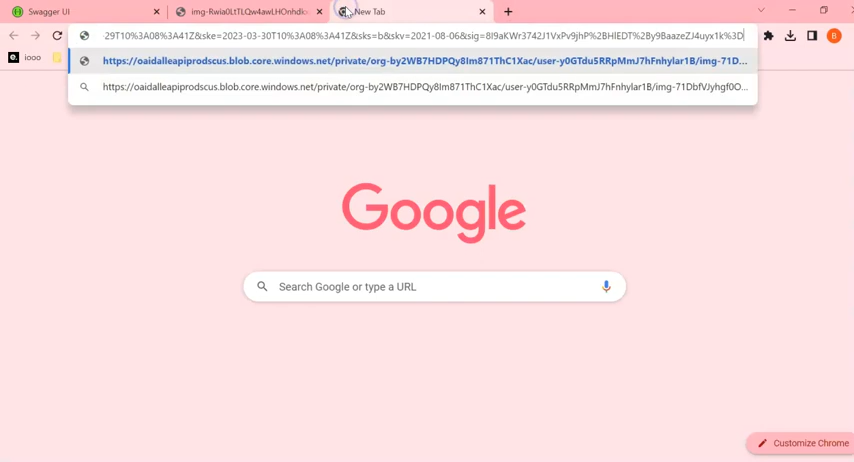 Swagger UI
img-Rwia0LtTLQw4awLHOnhdlo
New Tab
-29T10%3A08%3A41Z&ske=2023-03-30T10%3A08%3A41Z&sks=b&skv=2021-08-06&sig=8I9aKWr3742J1VxPv9jhP%2BHlEDT%2By9BaazeZJ4uyx1k%3D
B
e. iooo
https://oaidalleapiprodscus.blob.core.windows.net/private/org-by2WB7HDPQy8Im871ThC1Xac/user-y0GTdu5RRpMmJ7hFnhylar1B/img-71D...
https://oaidalleapiprodscus.blob.core.windows.net/private/org-by2WB7HDPQy8Im871ThC1Xac/user-y0GTdu5RRpMmJ7hFnhylar1B/img-71DbfVJyhgf0O...
Google
Search Google or type a URL
Customize Chrome